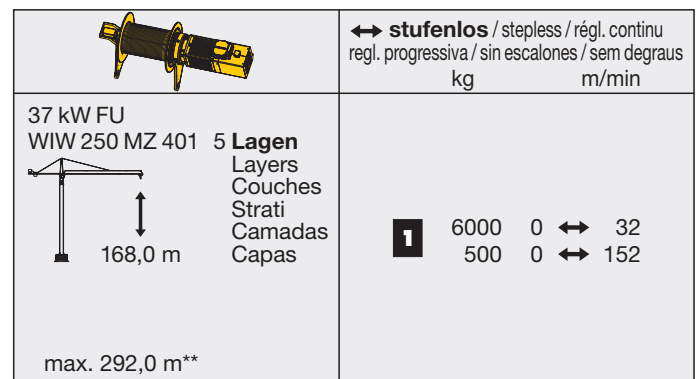 ↔ stufenlos / stepless / régl. continu
regl. progressiva / sin escalones / sem degraus
kg m/min
37 kW FU
WIW 250 MZ 401 5 Lagen
Layers
Couches
Strati
Camadas
168,0 m Capas
1 6000 0 ↔ 32
500 0 ↔ 152
max. 292,0 m**